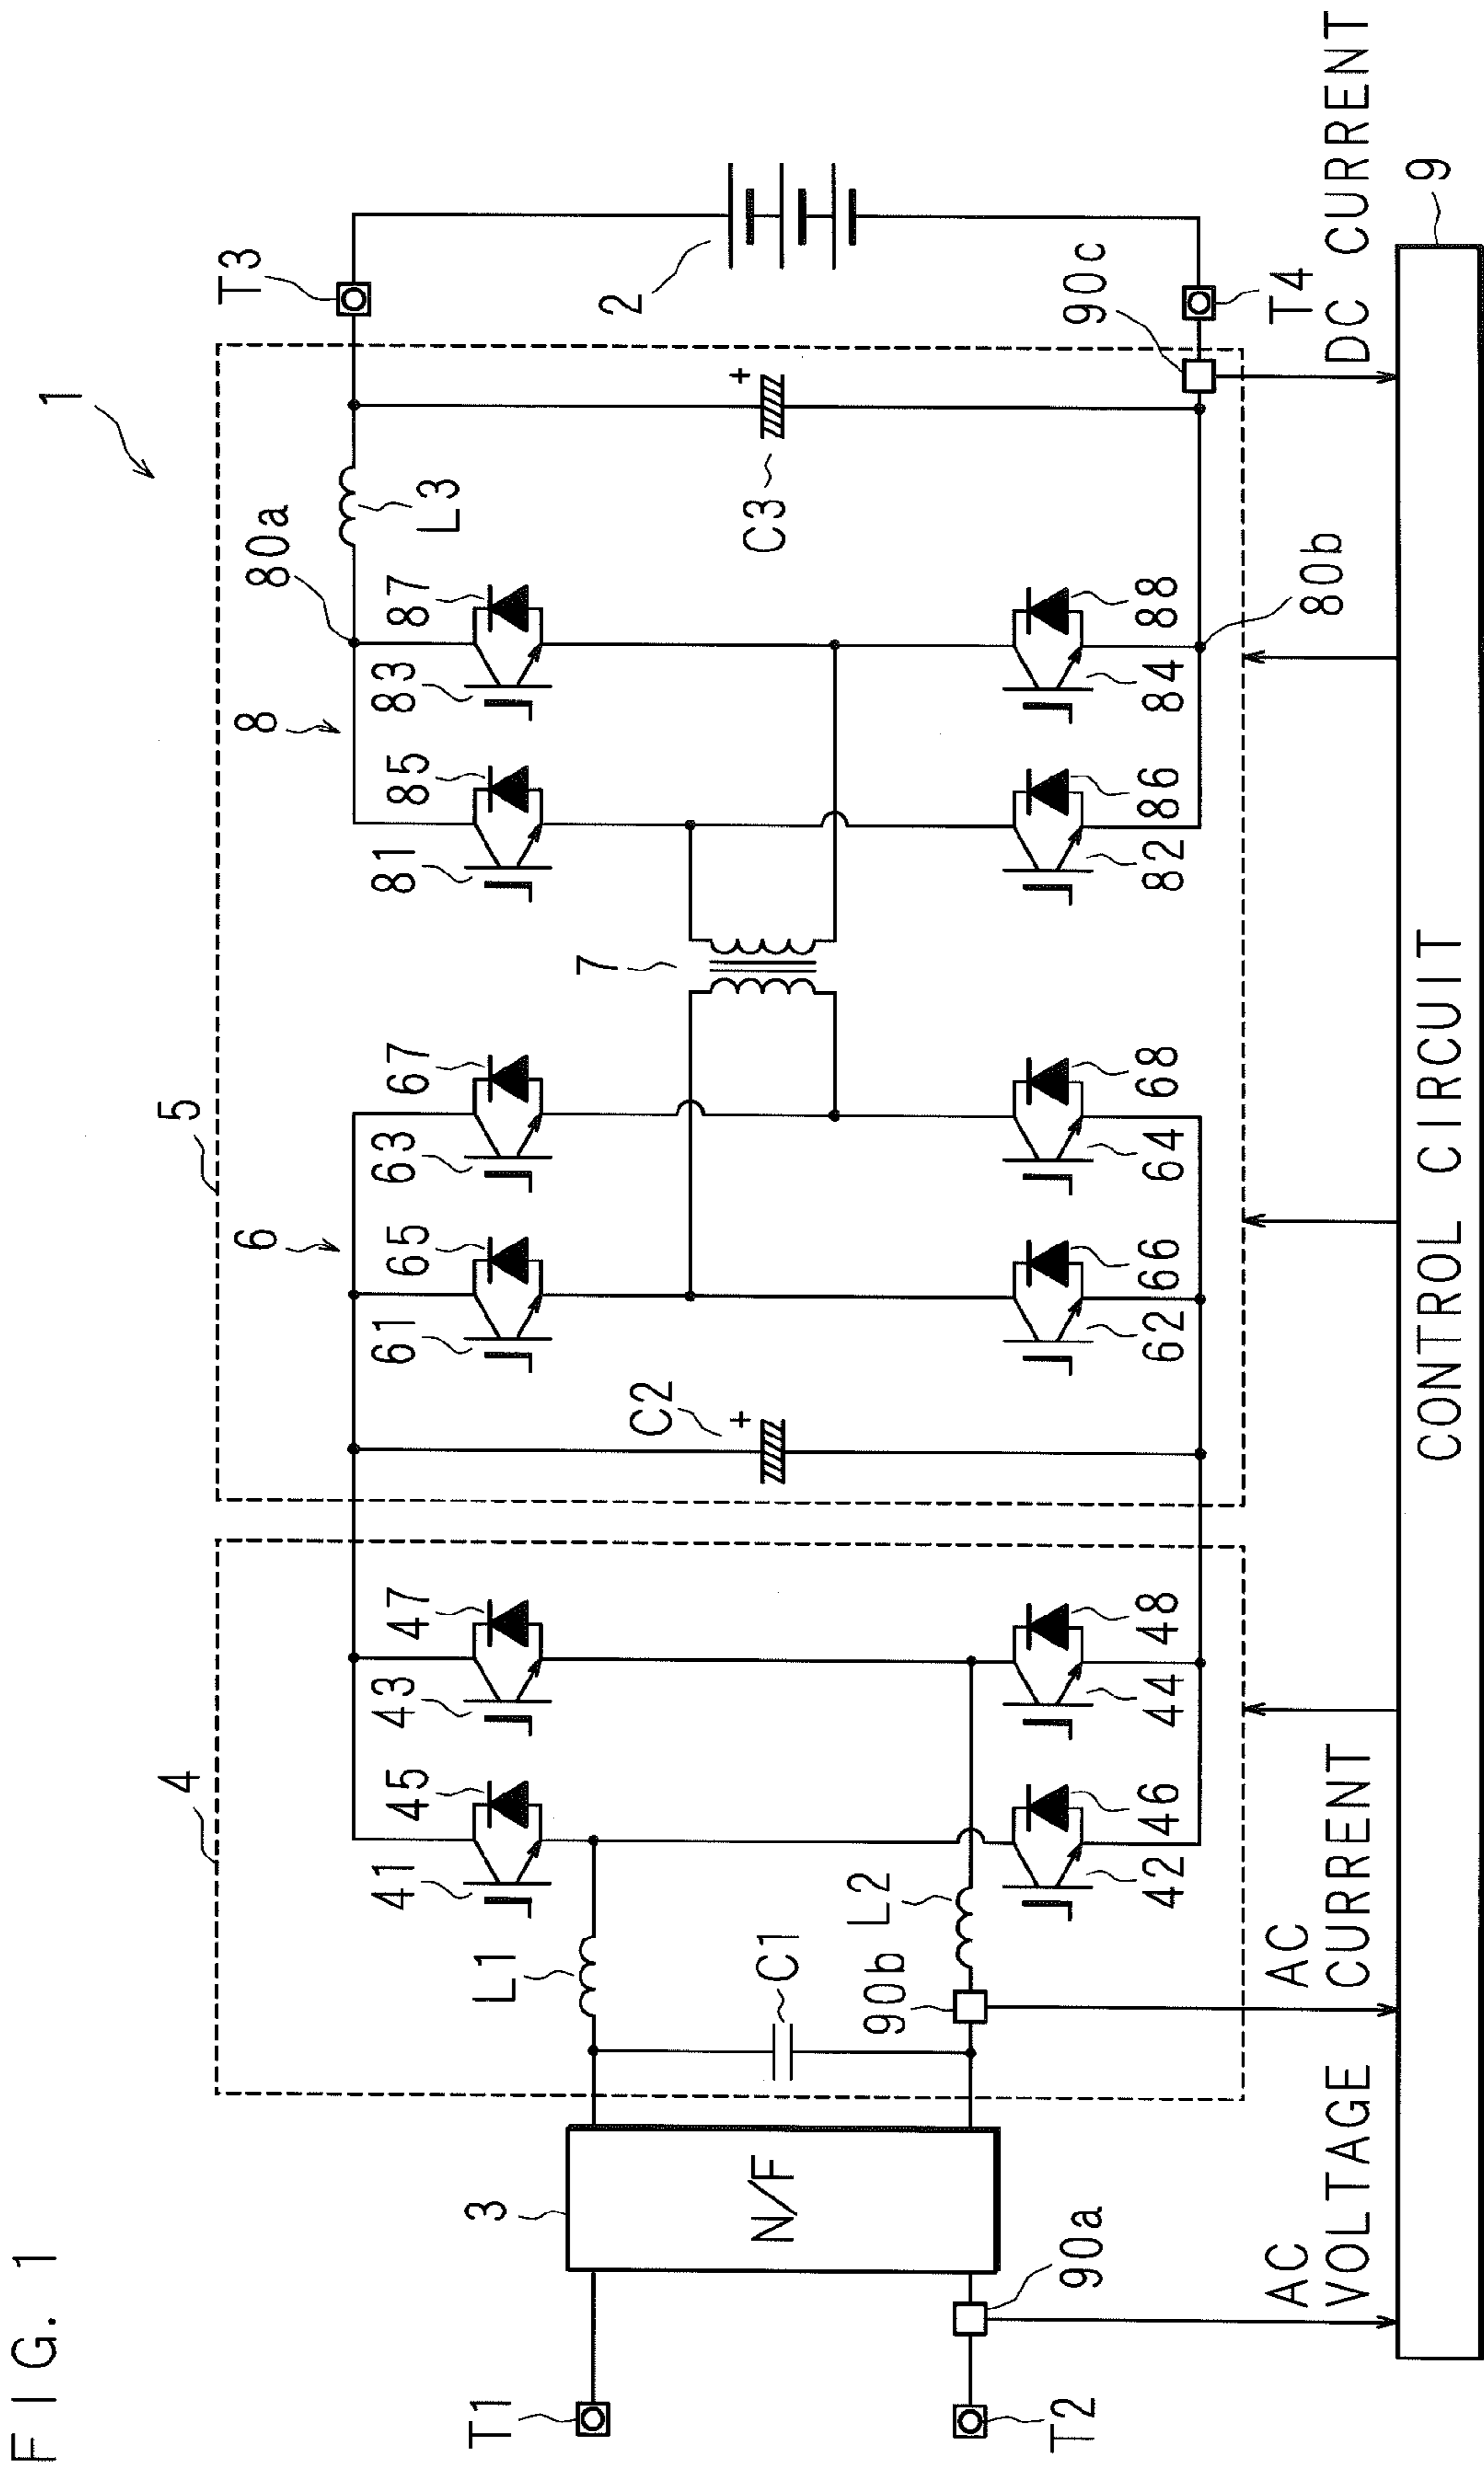 FIG. 1
1
5
4
6
8
80a
T3
L3
41
45
43
47
61
65
63
67
81
85
83
87
T1
3
L1
C2
7
2
N/F
C1
C3
+
+
T2
90a
90b
L2
42
46
44
48
62
66
64
68
82
86
84
88
90c
80b
T4
AC
VOLTAGE
AC
CURRENT
DC CURRENT
CONTROL CIRCUIT
9